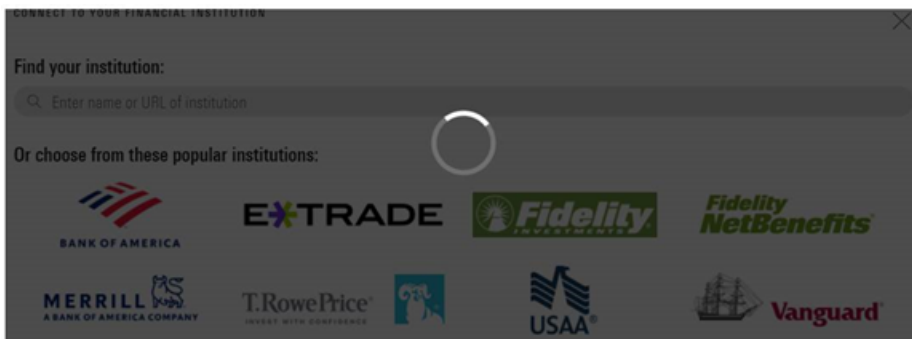 CONNECT TO YOUR FINANCIAL INSTITUTION
Find your institution:
Enter name or URL of institution
Or choose from these popular institutions:
BANK OF AMERICA
E*TRADE
Fidelity
INVESTMENTS
Fidelity
NetBenefits
MERRILL
A BANK OF AMERICA COMPANY
T.RowePrice
INVEST WITH CONFIDENCE
USAA®
Vanguard